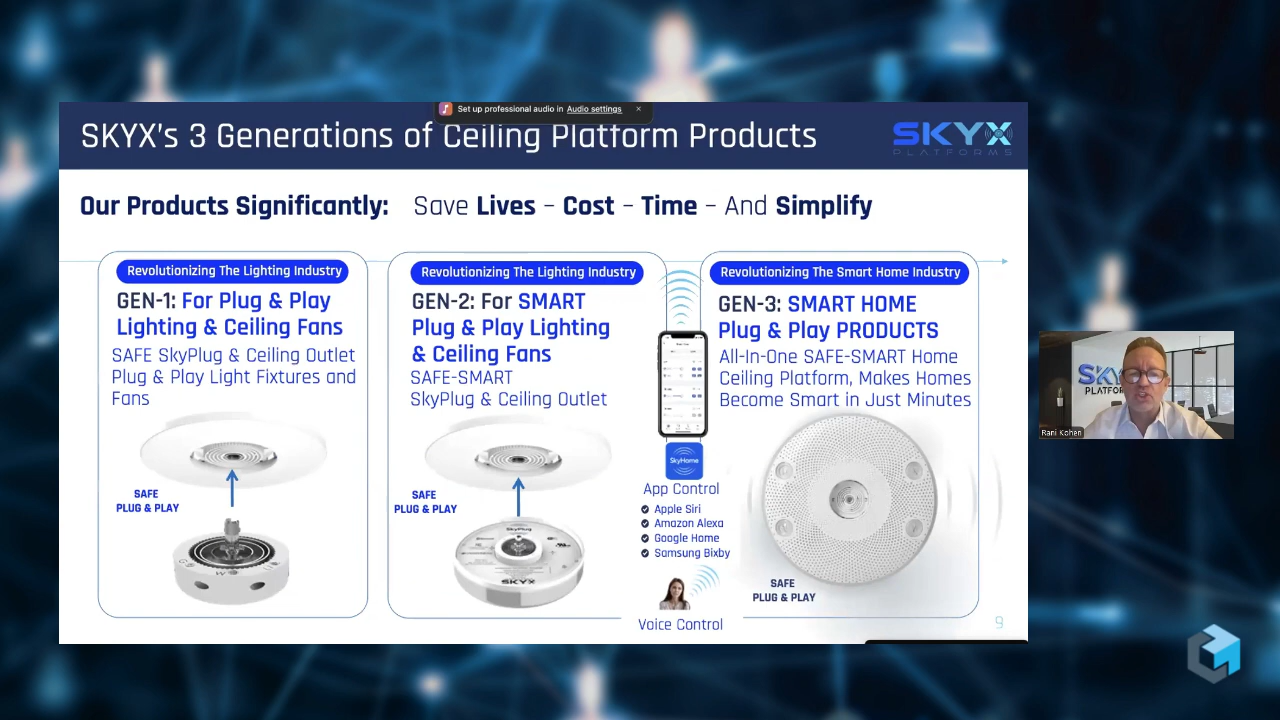 Set up professional audio in Audio settings ×
SKYX's 3 Generations of Ceiling Platform Products
SKYX
PLATFORMS
Our Products Significantly: Save Lives – Cost – Time – And Simplify
Revolutionizing The Lighting Industry
GEN-1: For Plug & Play
Lighting & Ceiling Fans
SAFE SkyPlug & Ceiling Outlet
Plug & Play Light Fixtures and
Fans
SAFE
PLUG & PLAY
Revolutionizing The Lighting Industry
GEN-2: For SMART
Plug & Play Lighting
& Ceiling Fans
SAFE-SMART
SkyPlug & Ceiling Outlet
SAFE
PLUG & PLAY
SkyPlug
SKYX
SkyHome
App Control
Apple Siri
Amazon Alexa
Google Home
Samsung Bixby
Voice Control
Revolutionizing The Smart Home Industry
GEN-3: SMART HOME
Plug & Play PRODUCTS
All-In-One SAFE-SMART Home
Ceiling Platform, Makes Homes
Become Smart in Just Minutes
SAFE
PLUG & PLAY
9
Rani Kohen